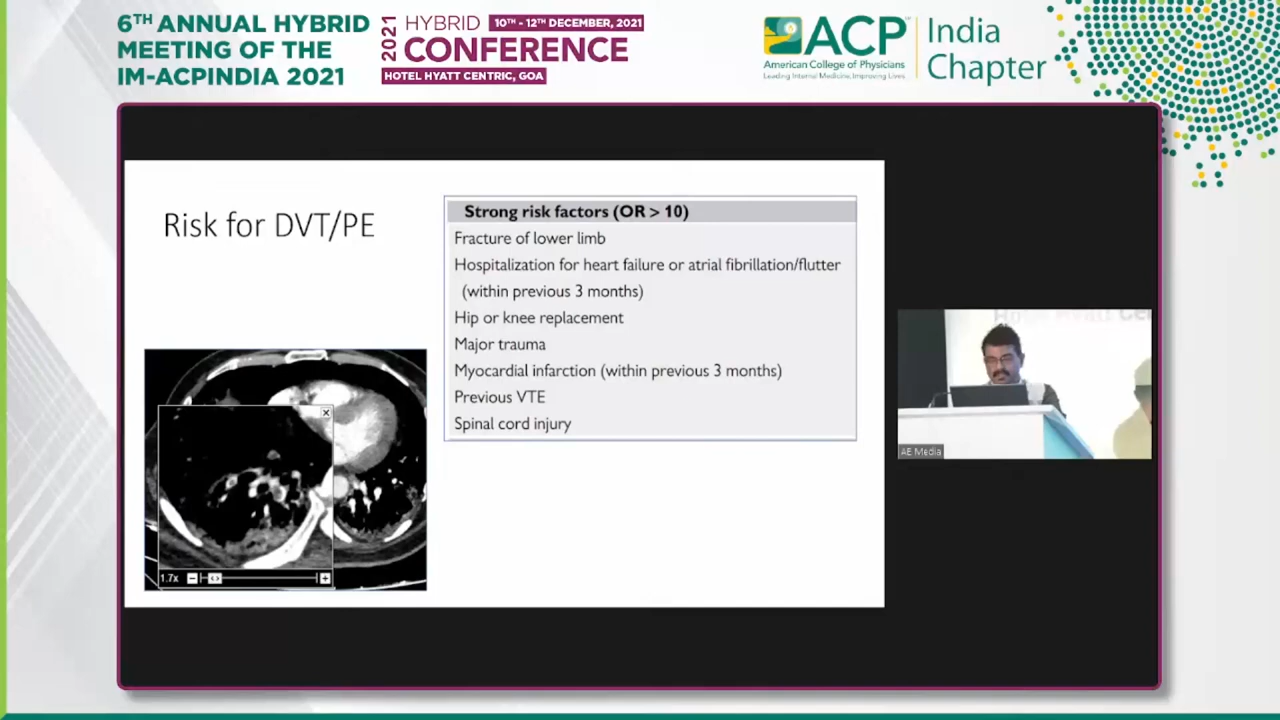 6TH ANNUAL HYBRID
MEETING OF THE
IM-ACPINDIA 2021
2021
HYBRID 10TH - 12TH DECEMBER, 2021
CONFERENCE
HOTEL HYATT CENTRIC, GOA
ACP
American College of Physicians
Leading Internal Medicine, Improving Lives
India
Chapter
Risk for DVT/PE
Strong risk factors (OR > 10)
Fracture of lower limb
Hospitalization for heart failure or atrial fibrillation/flutter
(within previous 3 months)
Hip or knee replacement
Major trauma
Myocardial infarction (within previous 3 months)
Previous VTE
Spinal cord injury
1.7x
AE Media